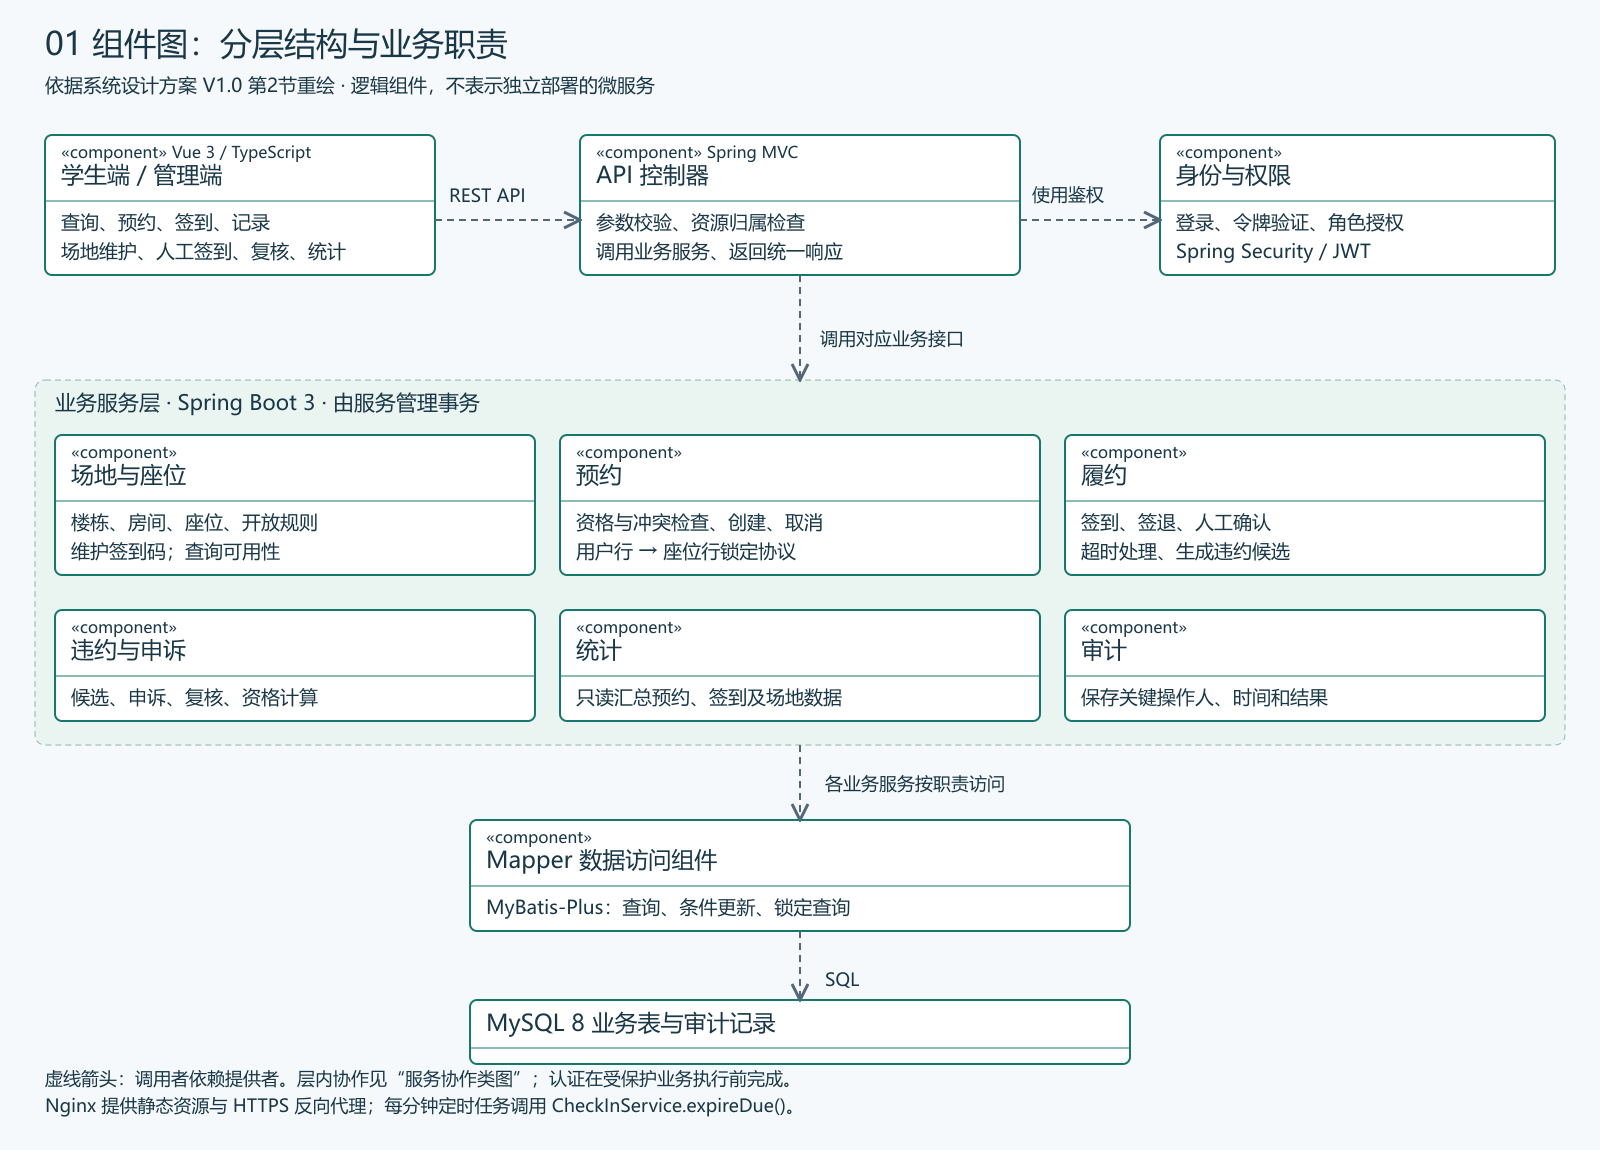 01 组件图：分层结构与业务职责
依据系统设计方案 V1.0 第2节重绘 · 逻辑组件，不表示独立部署的微服务
«component» Vue 3 / TypeScript
学生端 / 管理端
查询、预约、签到、记录
场地维护、人工签到、复核、统计
REST API
«component» Spring MVC
API 控制器
参数校验、资源归属检查
调用业务服务、返回统一响应
使用鉴权
«component»
身份与权限
登录、令牌验证、角色授权
Spring Security / JWT
调用对应业务接口
业务服务层 · Spring Boot 3 · 由服务管理事务
«component»
场地与座位
楼栋、房间、座位、开放规则
维护签到码；查询可用性
«component»
预约
资格与冲突检查、创建、取消
用户行 → 座位行锁定协议
«component»
履约
签到、签退、人工确认
超时处理、生成违约候选
«component»
违约与申诉
候选、申诉、复核、资格计算
«component»
统计
只读汇总预约、签到及场地数据
«component»
审计
保存关键操作人、时间和结果
各业务服务按职责访问
«component»
Mapper 数据访问组件
MyBatis-Plus：查询、条件更新、锁定查询
SQL
MySQL 8 业务表与审计记录
虚线箭头：调用者依赖提供者。层内协作见“服务协作类图”；认证在受保护业务执行前完成。
Nginx 提供静态资源与 HTTPS 反向代理；每分钟定时任务调用 CheckInService.expireDue()。